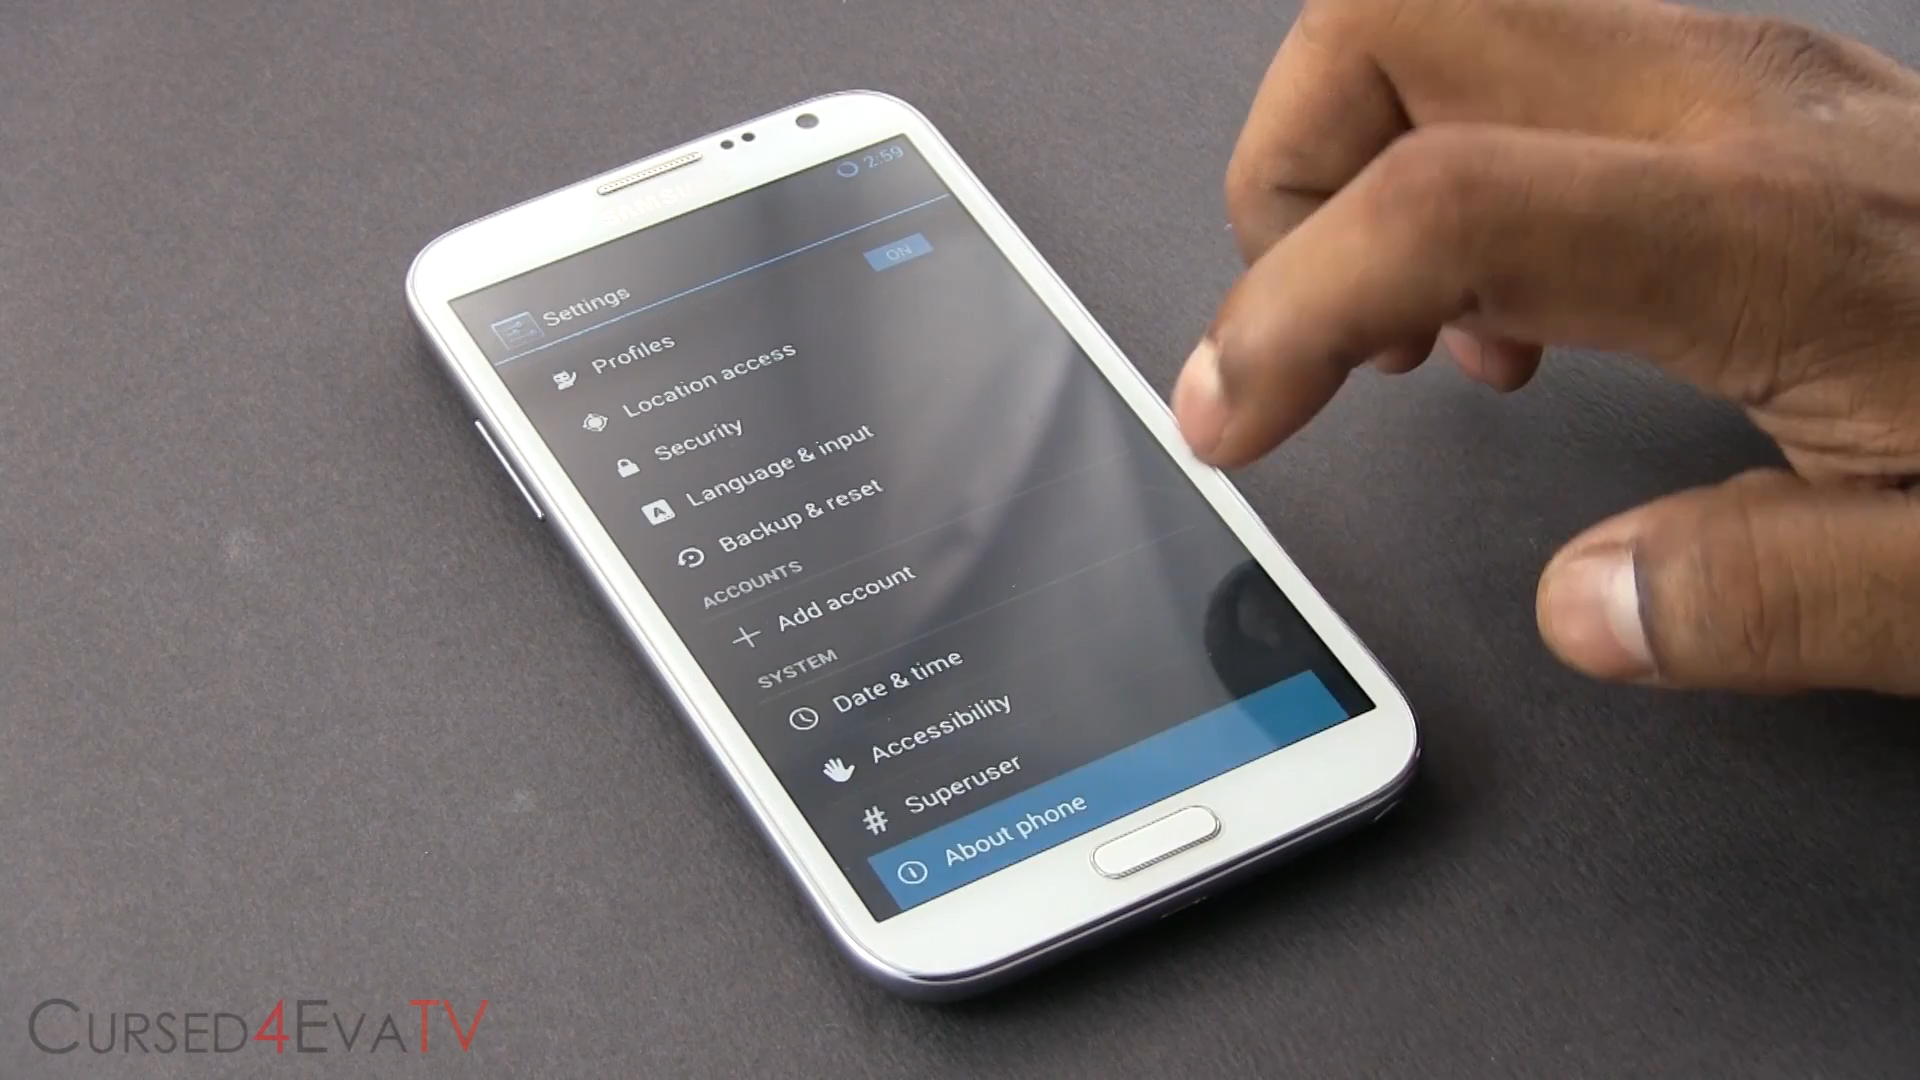 SAMSUNG
2:59
Settings
ON
Profiles
Location access
Security
Language & input
Backup & reset
ACCOUNTS
Add account
SYSTEM
Date & time
Accessibility
# Superuser
About phone
CURSED4EVATV